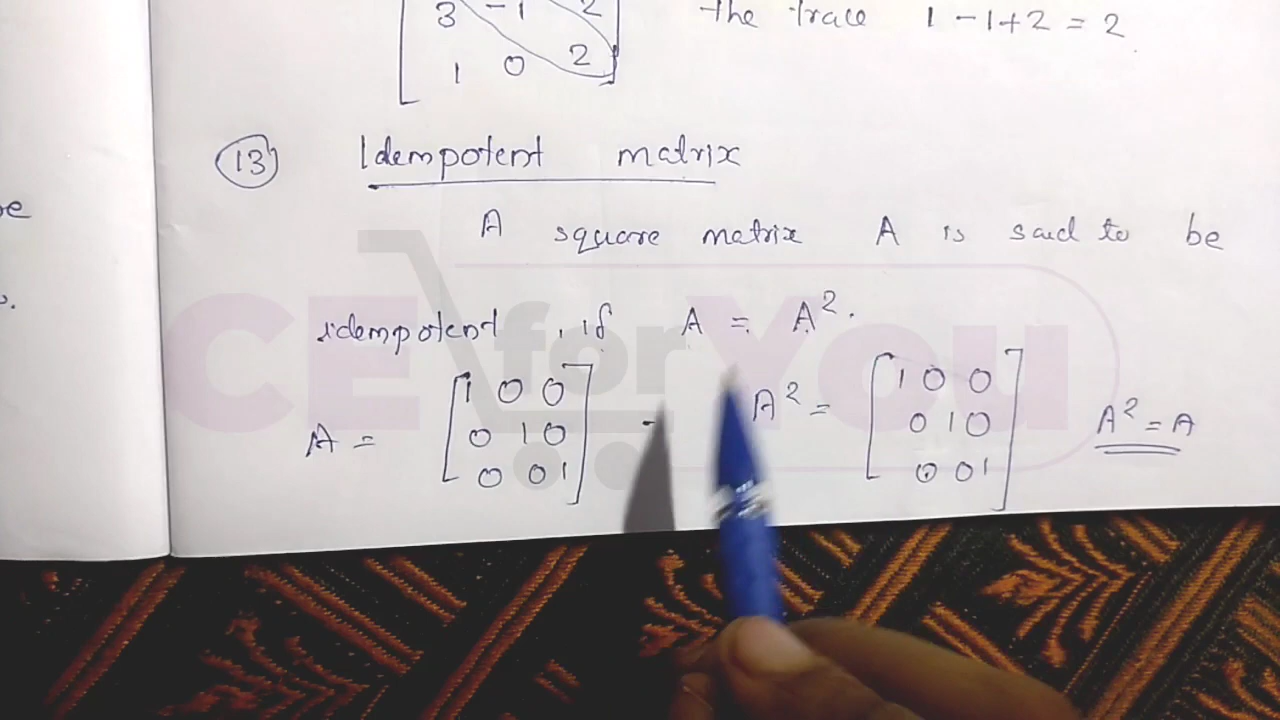 3 -1 2 The trace 1 - 1 + 2 = 2
1 0 2
13 Idempotent matrix
A square matrix A is said to be
idempotent, if A = A².
A = [1 0 0 A² = [1 0 0
0 1 0 0 1 0 A² = A
0 0 1] 0 0 1]
CE for You